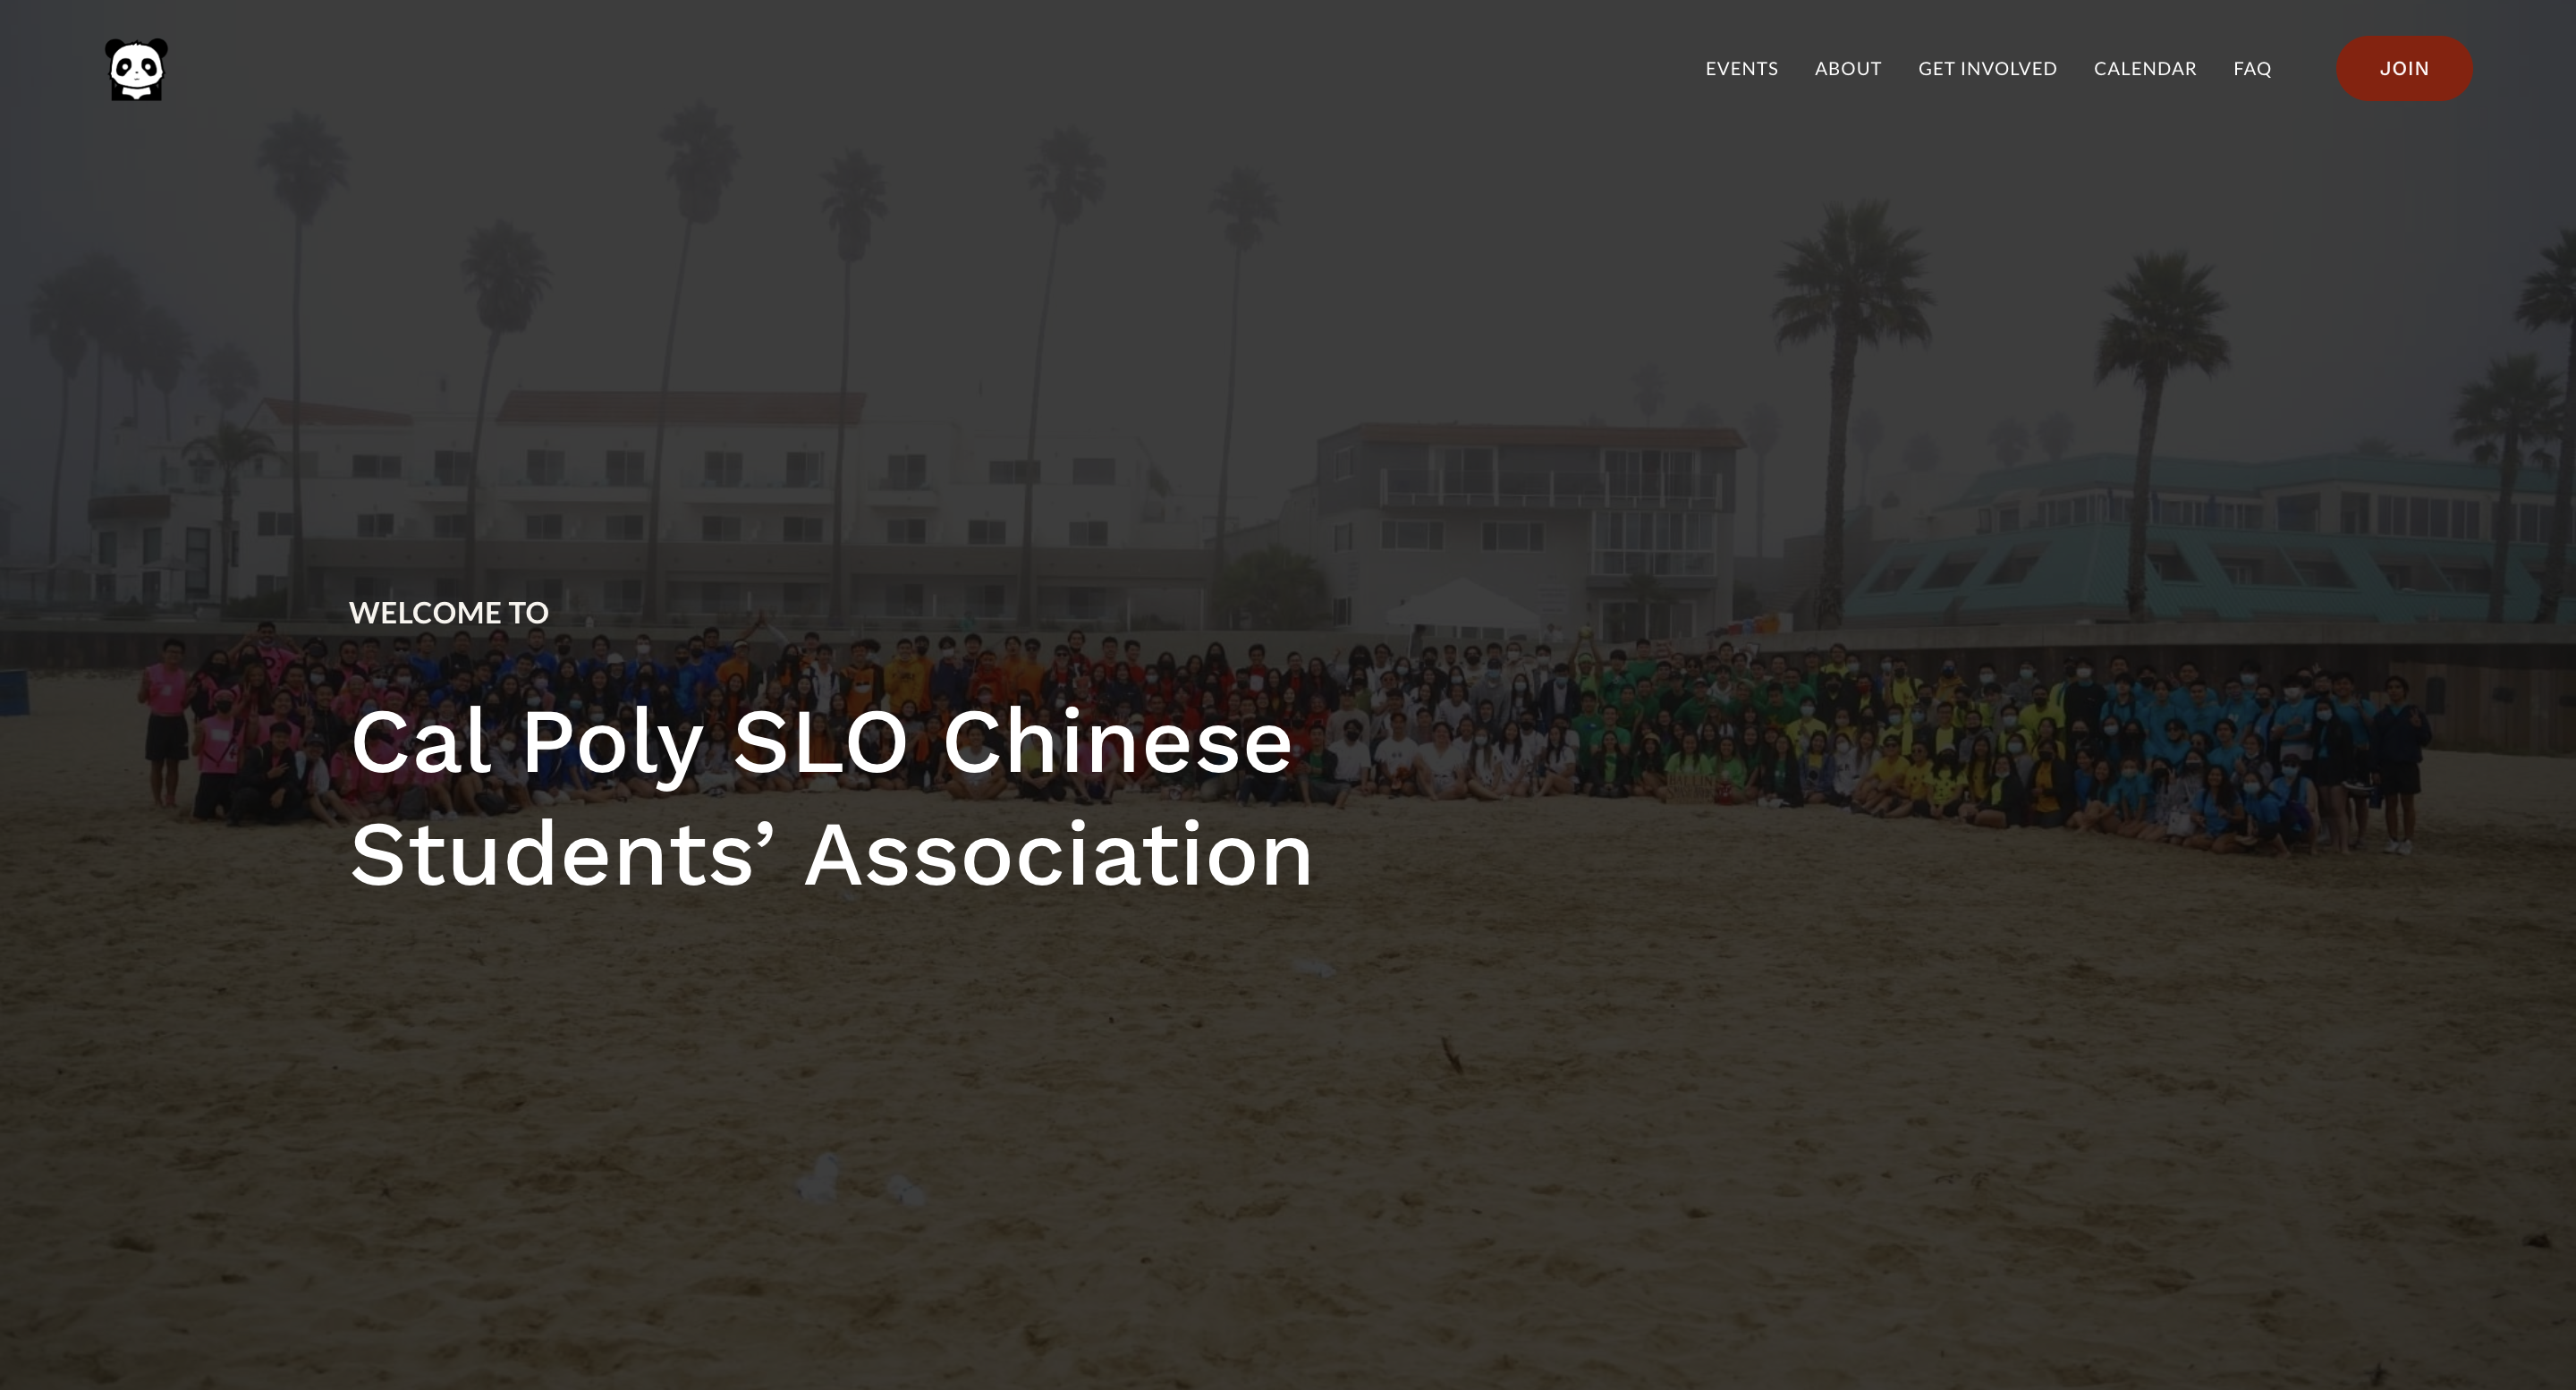 EVENTS ABOUT GET INVOLVED CALENDAR FAQ JOIN
WELCOME TO
Cal Poly SLO Chinese
Students’ Association